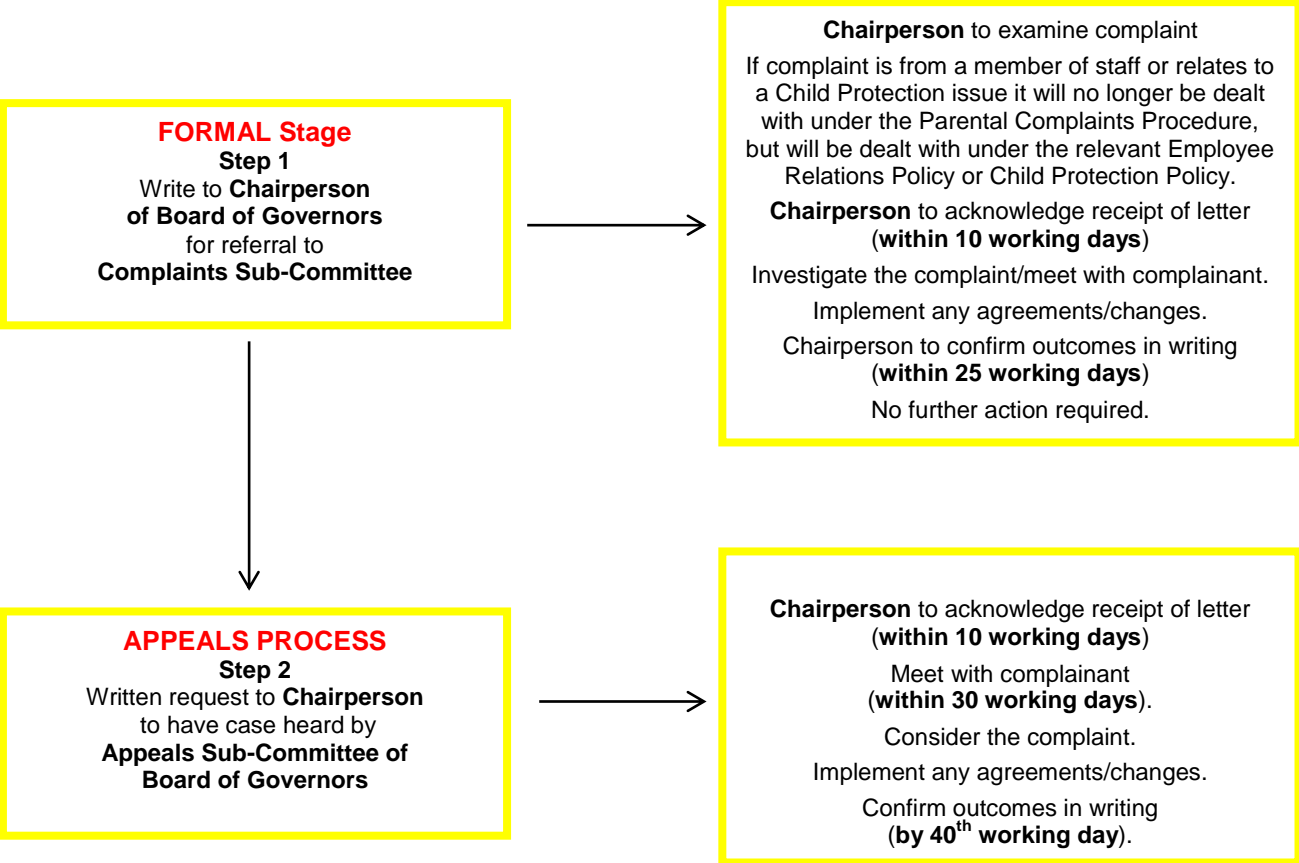 FORMAL Stage
Step 1
Write to Chairperson
of Board of Governors
for referral to
Complaints Sub-Committee
Chairperson to examine complaint
If complaint is from a member of staff or relates to
a Child Protection issue it will no longer be dealt
with under the Parental Complaints Procedure,
but will be dealt with under the relevant Employee
Relations Policy or Child Protection Policy.
Chairperson to acknowledge receipt of letter
(within 10 working days)
Investigate the complaint/meet with complainant.
Implement any agreements/changes.
Chairperson to confirm outcomes in writing
(within 25 working days)
No further action required.
APPEALS PROCESS
Step 2
Written request to Chairperson
to have case heard by
Appeals Sub-Committee of
Board of Governors
Chairperson to acknowledge receipt of letter
(within 10 working days)
Meet with complainant
(within 30 working days).
Consider the complaint.
Implement any agreements/changes.
Confirm outcomes in writing
(by 40th working day).